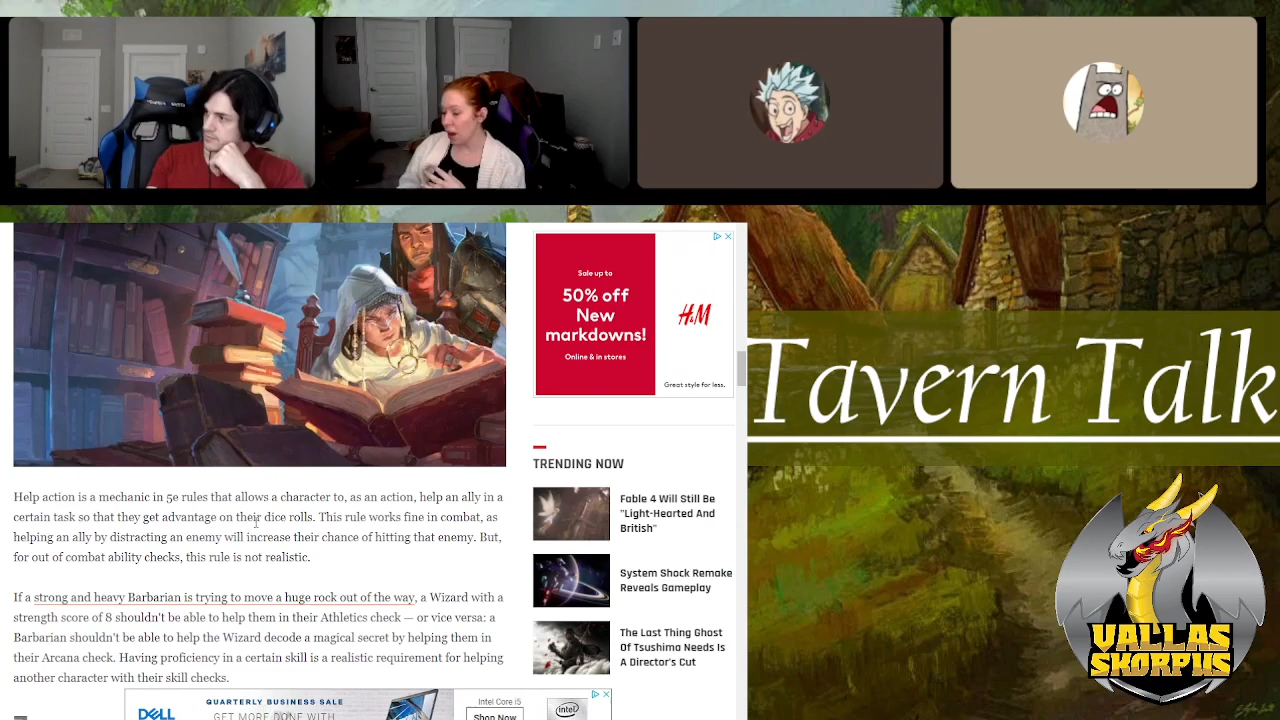 Sale up to
50% off
New
markdowns!
Online & in stores
H&M
Great style for less.
TRENDING NOW
Fable 4 Will Still Be
"Light-Hearted And
British"
System Shock Remake
Reveals Gameplay
The Last Thing Ghost
Of Tsushima Needs Is
A Director's Cut
Help action is a mechanic in 5e rules that allows a character to, as an action, help an ally in a
certain task so that they get advantage on their dice rolls. This rule works fine in combat, as
helping an ally by distracting an enemy will increase their chance of hitting that enemy. But,
for out of combat ability checks, this rule is not realistic.
If a strong and heavy Barbarian is trying to move a huge rock out of the way, a Wizard with a
strength score of 8 shouldn't be able to help them in their Athletics check — or vice versa: a
Barbarian shouldn't be able to help the Wizard decode a magical secret by helping them in
their Arcana check. Having proficiency in a certain skill is a realistic requirement for helping
another character with their skill checks.
DELL
QUARTERLY BUSINESS SALE
GET MORE DONE WITH
Intel Core i5
Shop Now
intel
Tavern Talk
VALLAS
SKORPUS